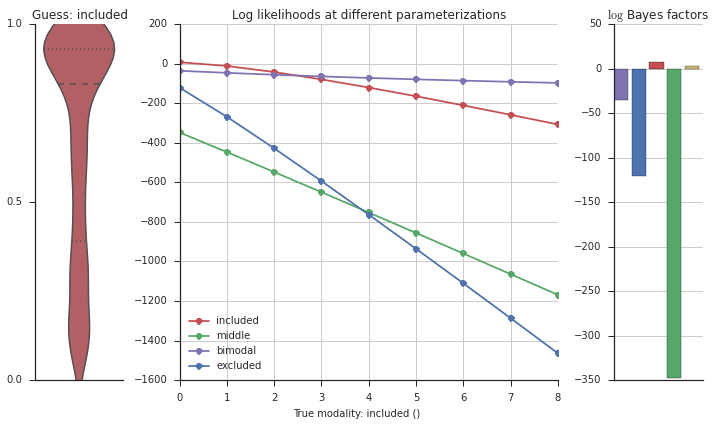 Guess: included
1.0
0.5
0.0
Log likelihoods at different parameterizations
200
0
−200
−400
−600
−800
−1000
−1200
−1400
−1600
included
middle
bimodal
excluded
0 1 2 3 4 5 6 7 8
True modality: included ()
log Bayes factors
50
0
−50
−100
−150
−200
−250
−300
−350